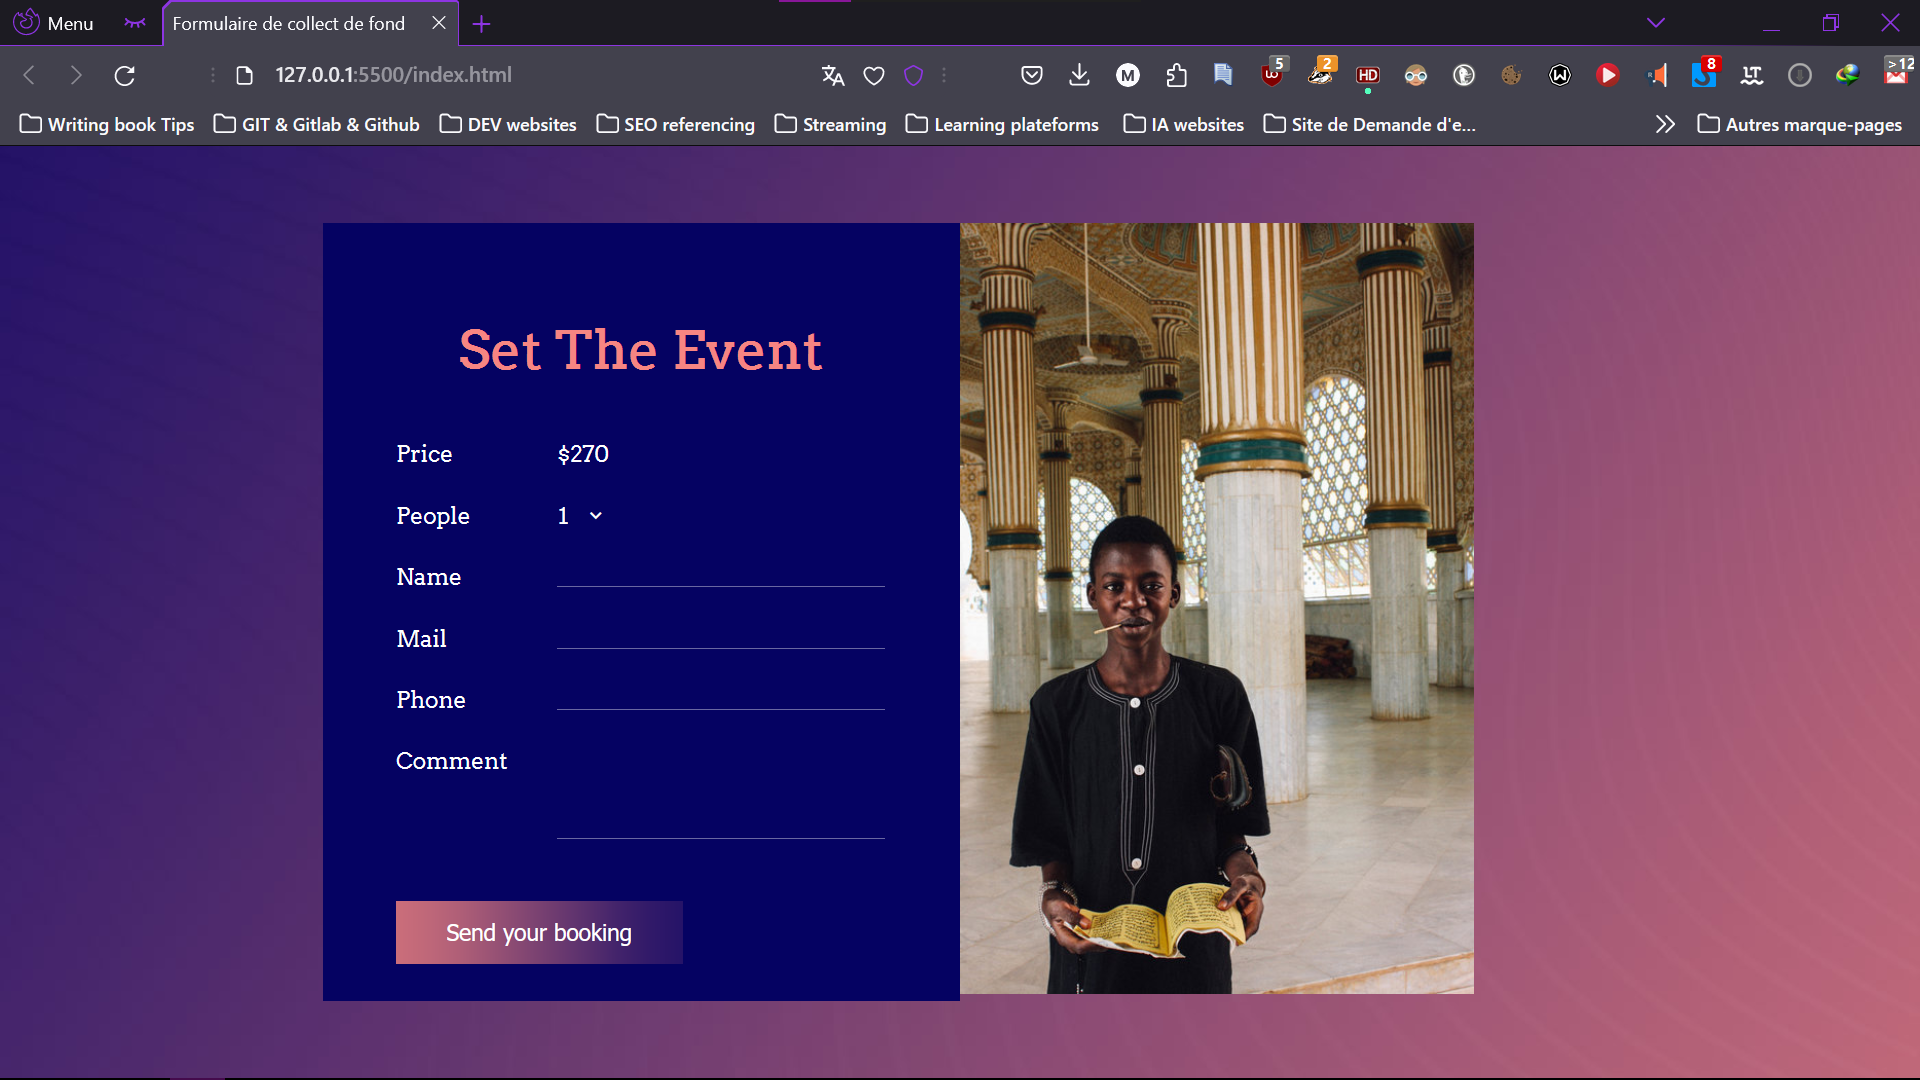 Menu
Formulaire de collect de fond
127.0.0.1:5500/index.html
M
5
2
HD
8
LT
>12
Writing book Tips
GIT & Gitlab & Github
DEV websites
SEO referencing
Streaming
Learning plateforms
IA websites
Site de Demande d'e...
Autres marque-pages
Set The Event
Price
$270
People
1
Name
Mail
Phone
Comment
Send your booking